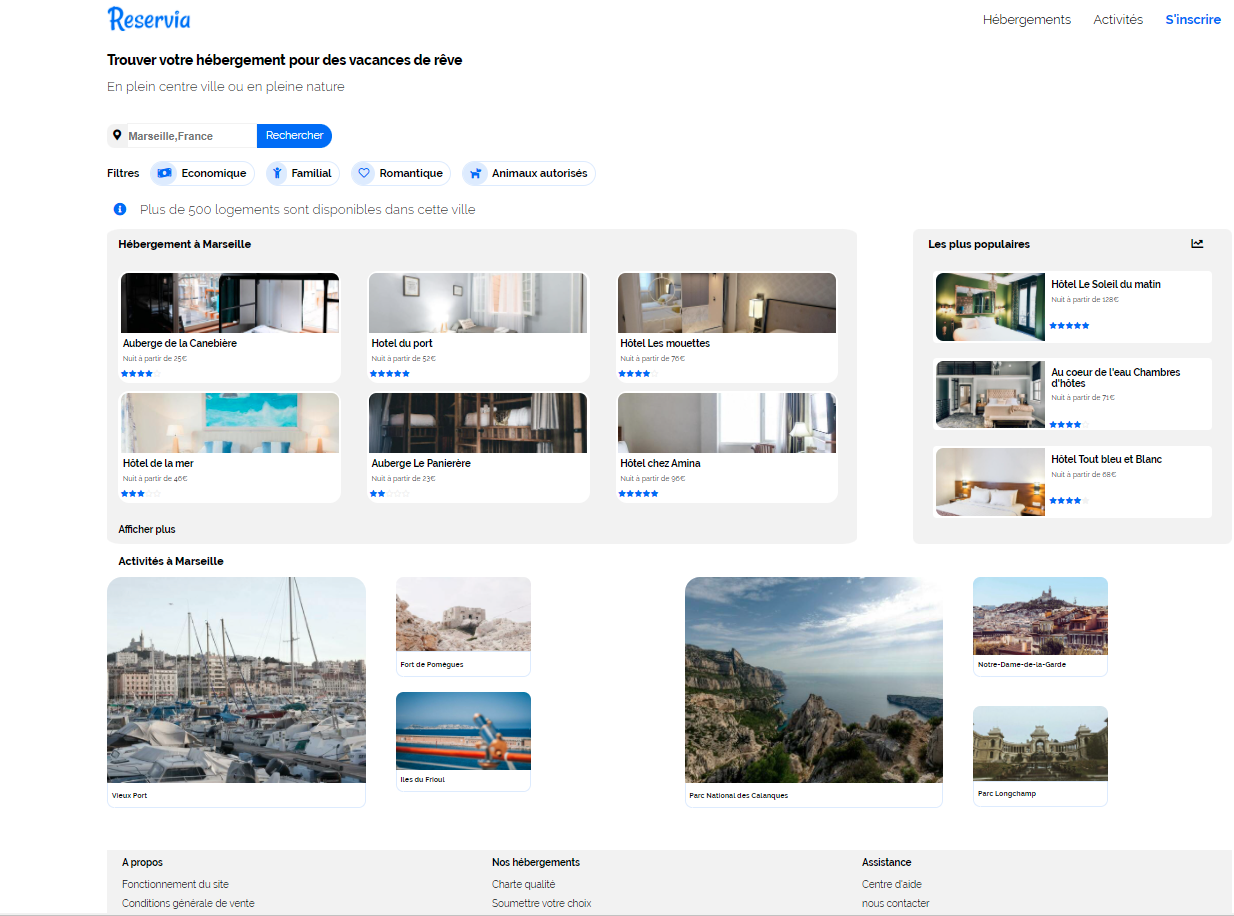 Reservia
Hébergements
Activités
S'inscrire
Trouver votre hébergement pour des vacances de rêve
En plein centre ville ou en pleine nature
Marseille,France
Rechercher
Filtres
Economique
Familial
Romantique
Animaux autorisés
Plus de 500 logements sont disponibles dans cette ville
Hébergement à Marseille
Auberge de la Canebière
Nuit à partir de 25€
Hotel du port
Nuit à partir de 52€
Hôtel Les mouettes
Nuit à partir de 76€
Hôtel de la mer
Nuit à partir de 46€
Auberge Le Panierère
Nuit à partir de 23€
Hôtel chez Amina
Nuit à partir de 96€
Afficher plus
Les plus populaires
Hôtel Le Soleil du matin
Nuit à partir de 128€
Au coeur de l'eau Chambres
d'hôtes
Nuit à partir de 71€
Hôtel Tout bleu et Blanc
Nuit à partir de 68€
Activités à Marseille
Vieux Port
Fort de Pomègues
Iles du Frioul
Parc National des Calanques
Notre-Dame-de-la-Garde
Parc Longchamp
A propos
Fonctionnement du site
Conditions générale de vente
Nos hébergements
Charte qualité
Soumettre votre choix
Assistance
Centre d'aide
nous contacter